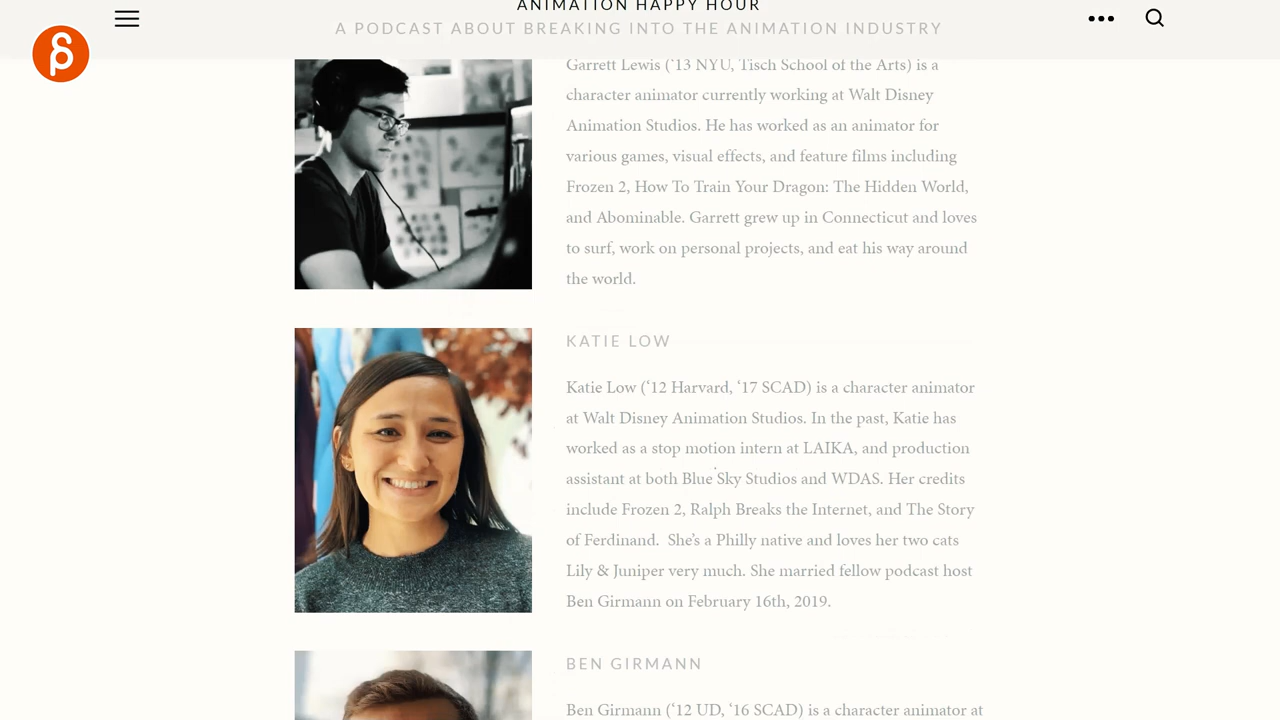 ANIMATION HAPPY HOUR
A PODCAST ABOUT BREAKING INTO THE ANIMATION INDUSTRY
Garrett Lewis (‘13 NYU, Tisch School of the Arts) is a
character animator currently working at Walt Disney
Animation Studios. He has worked as an animator for
various games, visual effects, and feature films including
Frozen 2, How To Train Your Dragon: The Hidden World,
and Abominable. Garrett grew up in Connecticut and loves
to surf, work on personal projects, and eat his way around
the world.
KATIE LOW
Katie Low (‘12 Harvard, ‘17 SCAD) is a character animator
at Walt Disney Animation Studios. In the past, Katie has
worked as a stop motion intern at LAIKA, and production
assistant at both Blue Sky Studios and WDAS. Her credits
include Frozen 2, Ralph Breaks the Internet, and The Story
of Ferdinand.  She’s a Philly native and loves her two cats
Lily & Juniper very much. She married fellow podcast host
Ben Girmann on February 16th, 2019.
BEN GIRMANN
Ben Girmann (‘12 UD, ‘16 SCAD) is a character animator at